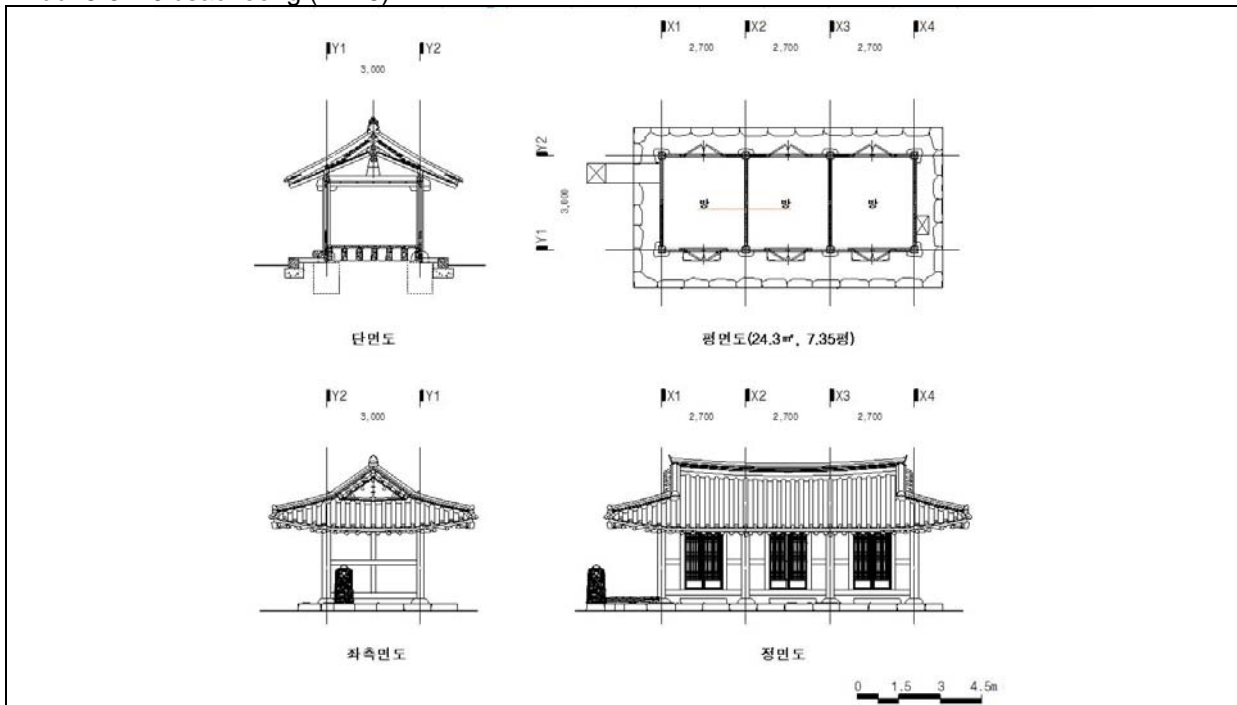 Y1 Y2
3,000
X1 X2 X3 X4
2,700 2,700 2,700
Y2
3,000
Y1
방 방 방
단면도
평면도(24.3㎡, 7.35평)
Y2 Y1
3,000
X1 X2 X3 X4
2,700 2,700 2,700
좌측면도
정면도
0 1.5 3 4.5m